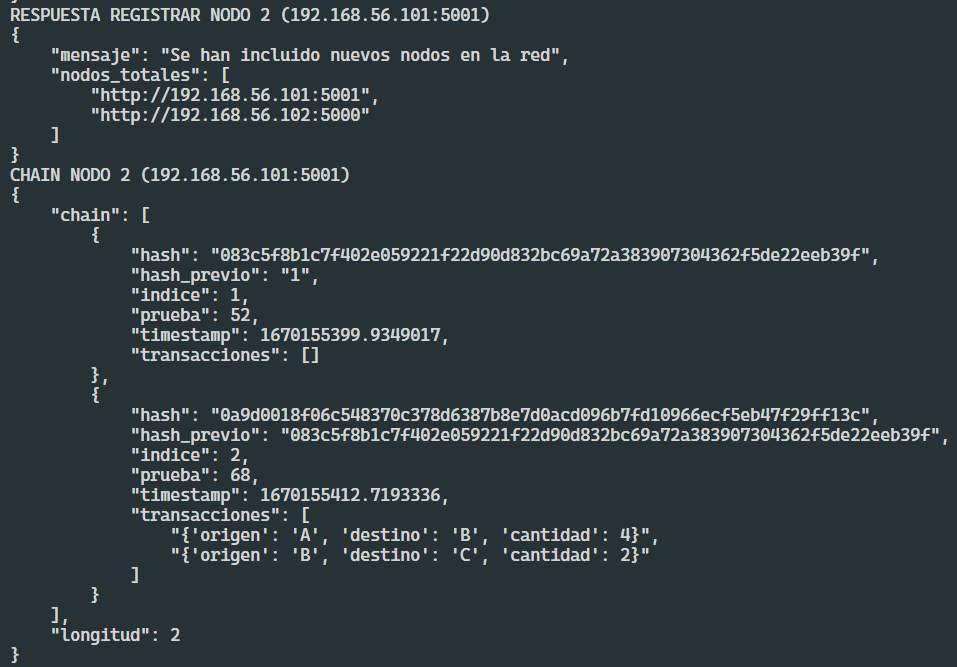 RESPUESTA REGISTRAR NODO 2 (192.168.56.101:5001)
{
    "mensaje": "Se han incluido nuevos nodos en la red",
    "nodos_totales": [
        "http://192.168.56.101:5001",
        "http://192.168.56.102:5000"
    ]
}
CHAIN NODO 2 (192.168.56.101:5001)
{
    "chain": [
        {
            "hash": "083c5f8b1c7f402e059221f22d90d832bc69a72a383907304362f5de22eeb39f",
            "hash_previo": "1",
            "indice": 1,
            "prueba": 52,
            "timestamp": 1670155399.9349017,
            "transacciones": []
        },
        {
            "hash": "0a9d0018f06c548370c378d6387b8e7d0acd096b7fd10966ecf5eb47f29ff13c",
            "hash_previo": "083c5f8b1c7f402e059221f22d90d832bc69a72a383907304362f5de22eeb39f",
            "indice": 2,
            "prueba": 68,
            "timestamp": 1670155412.7193336,
            "transacciones": [
                "{'origen': 'A', 'destino': 'B', 'cantidad': 4}",
                "{'origen': 'B', 'destino': 'C', 'cantidad': 2}"
            ]
        }
    ],
    "longitud": 2
}